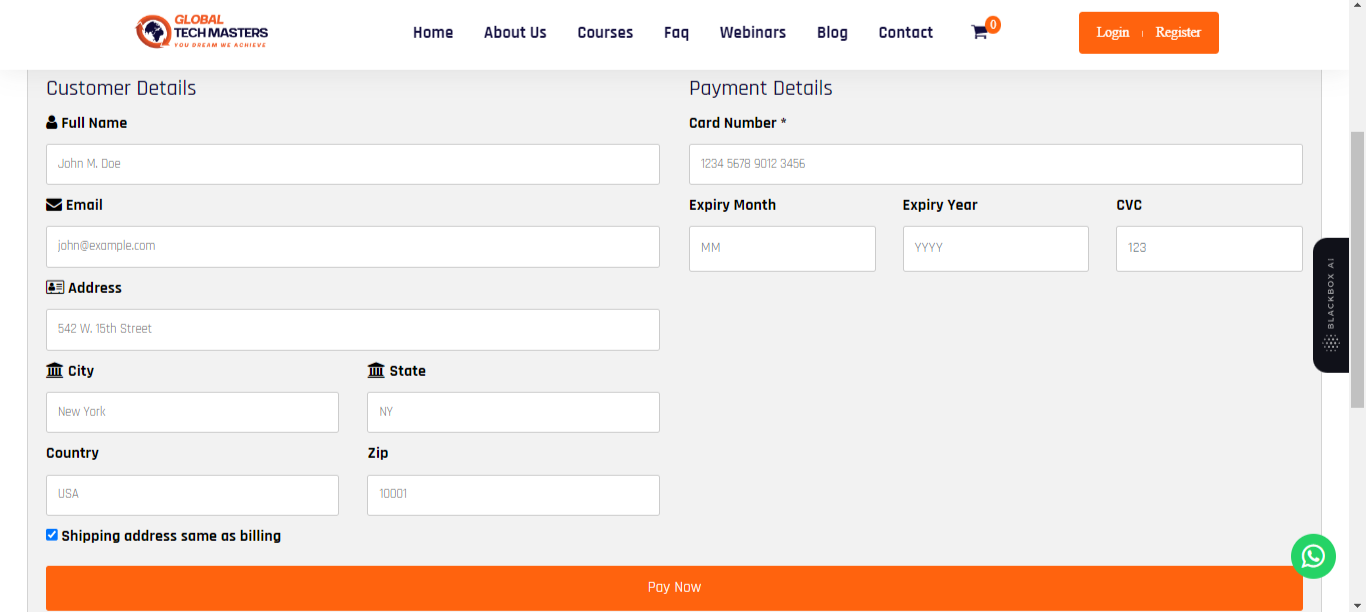 GLOBAL
TECH MASTERS
YOU DREAM WE ACHIEVE
Home About Us Courses Faq Webinars Blog Contact 0 Login | Register
Customer Details
Full Name
John M. Doe
Email
john@example.com
Address
542 W. 15th Street
City State
New York NY
Country Zip
USA 10001
Shipping address same as billing
Payment Details
Card Number *
1234 5678 9012 3456
Expiry Month Expiry Year CVC
MM YYYY 123
BLACKBOX AI
Pay Now